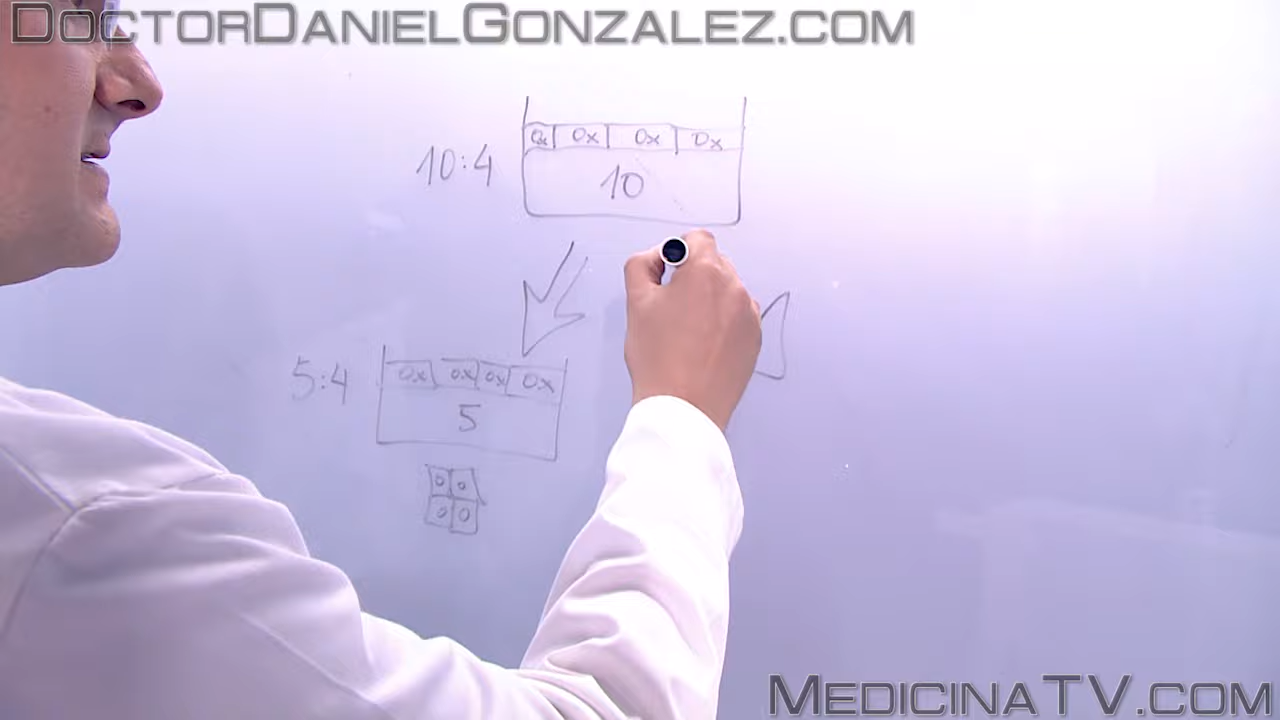 DOCTORDANIELGONZALEZ.COM
Ox Ox Ox Ox
10:4
10
5:4
Ox Ox Ox Ox
5
O O
O O
MEDICINATV.COM